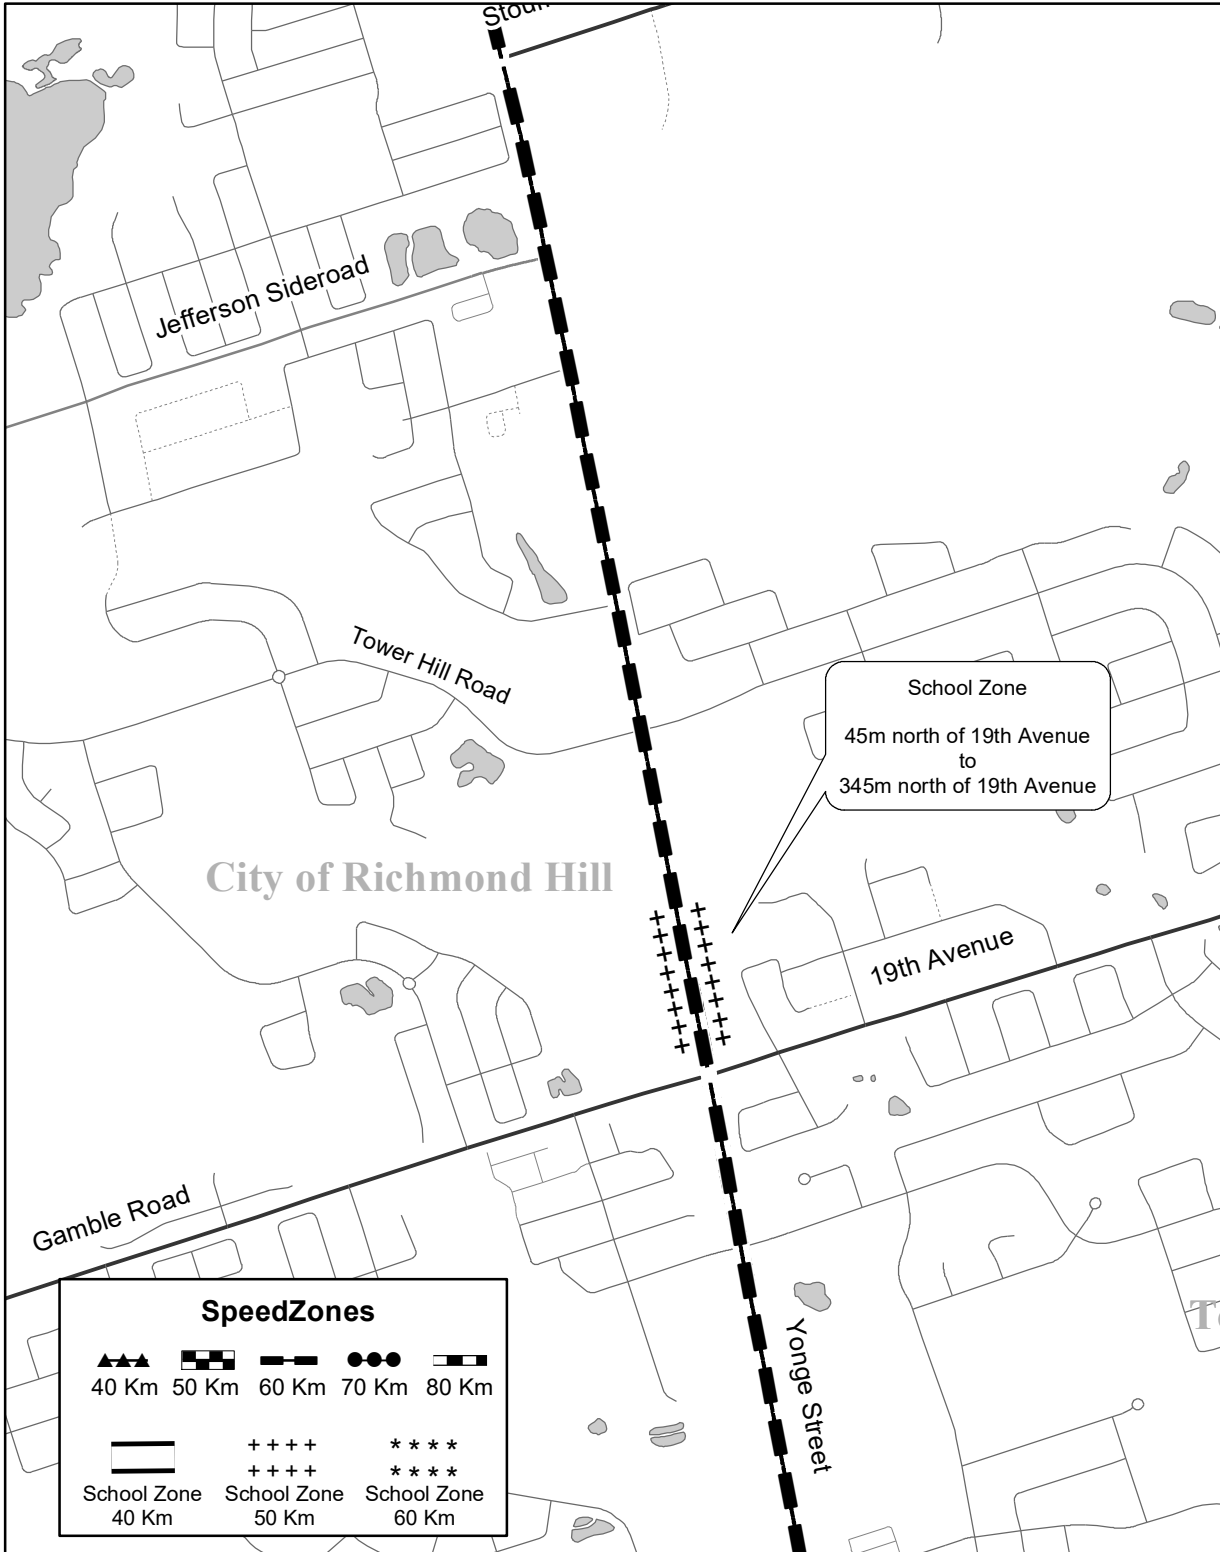 Jefferson Sideroad
Tower Hill Road
School Zone
45m north of 19th Avenue
to
345m north of 19th Avenue
City of Richmond Hill
19th Avenue
Gamble Road
Yonge Street
SpeedZones
40 Km 50 Km 60 Km 70 Km 80 Km
School Zone School Zone School Zone
40 Km 50 Km 60 Km